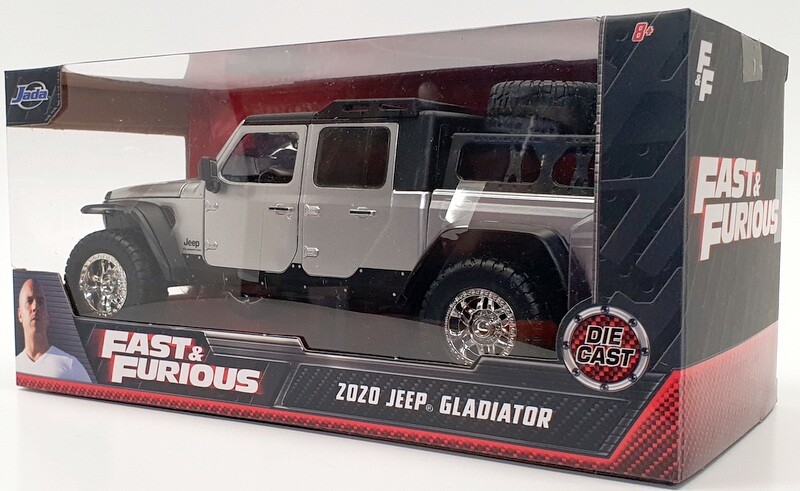 Jada
8+
F
&
F
FAST &
FURIOUS
Jeep
FAST &
FURIOUS
2020 JEEP® GLADIATOR
DIE
CAST